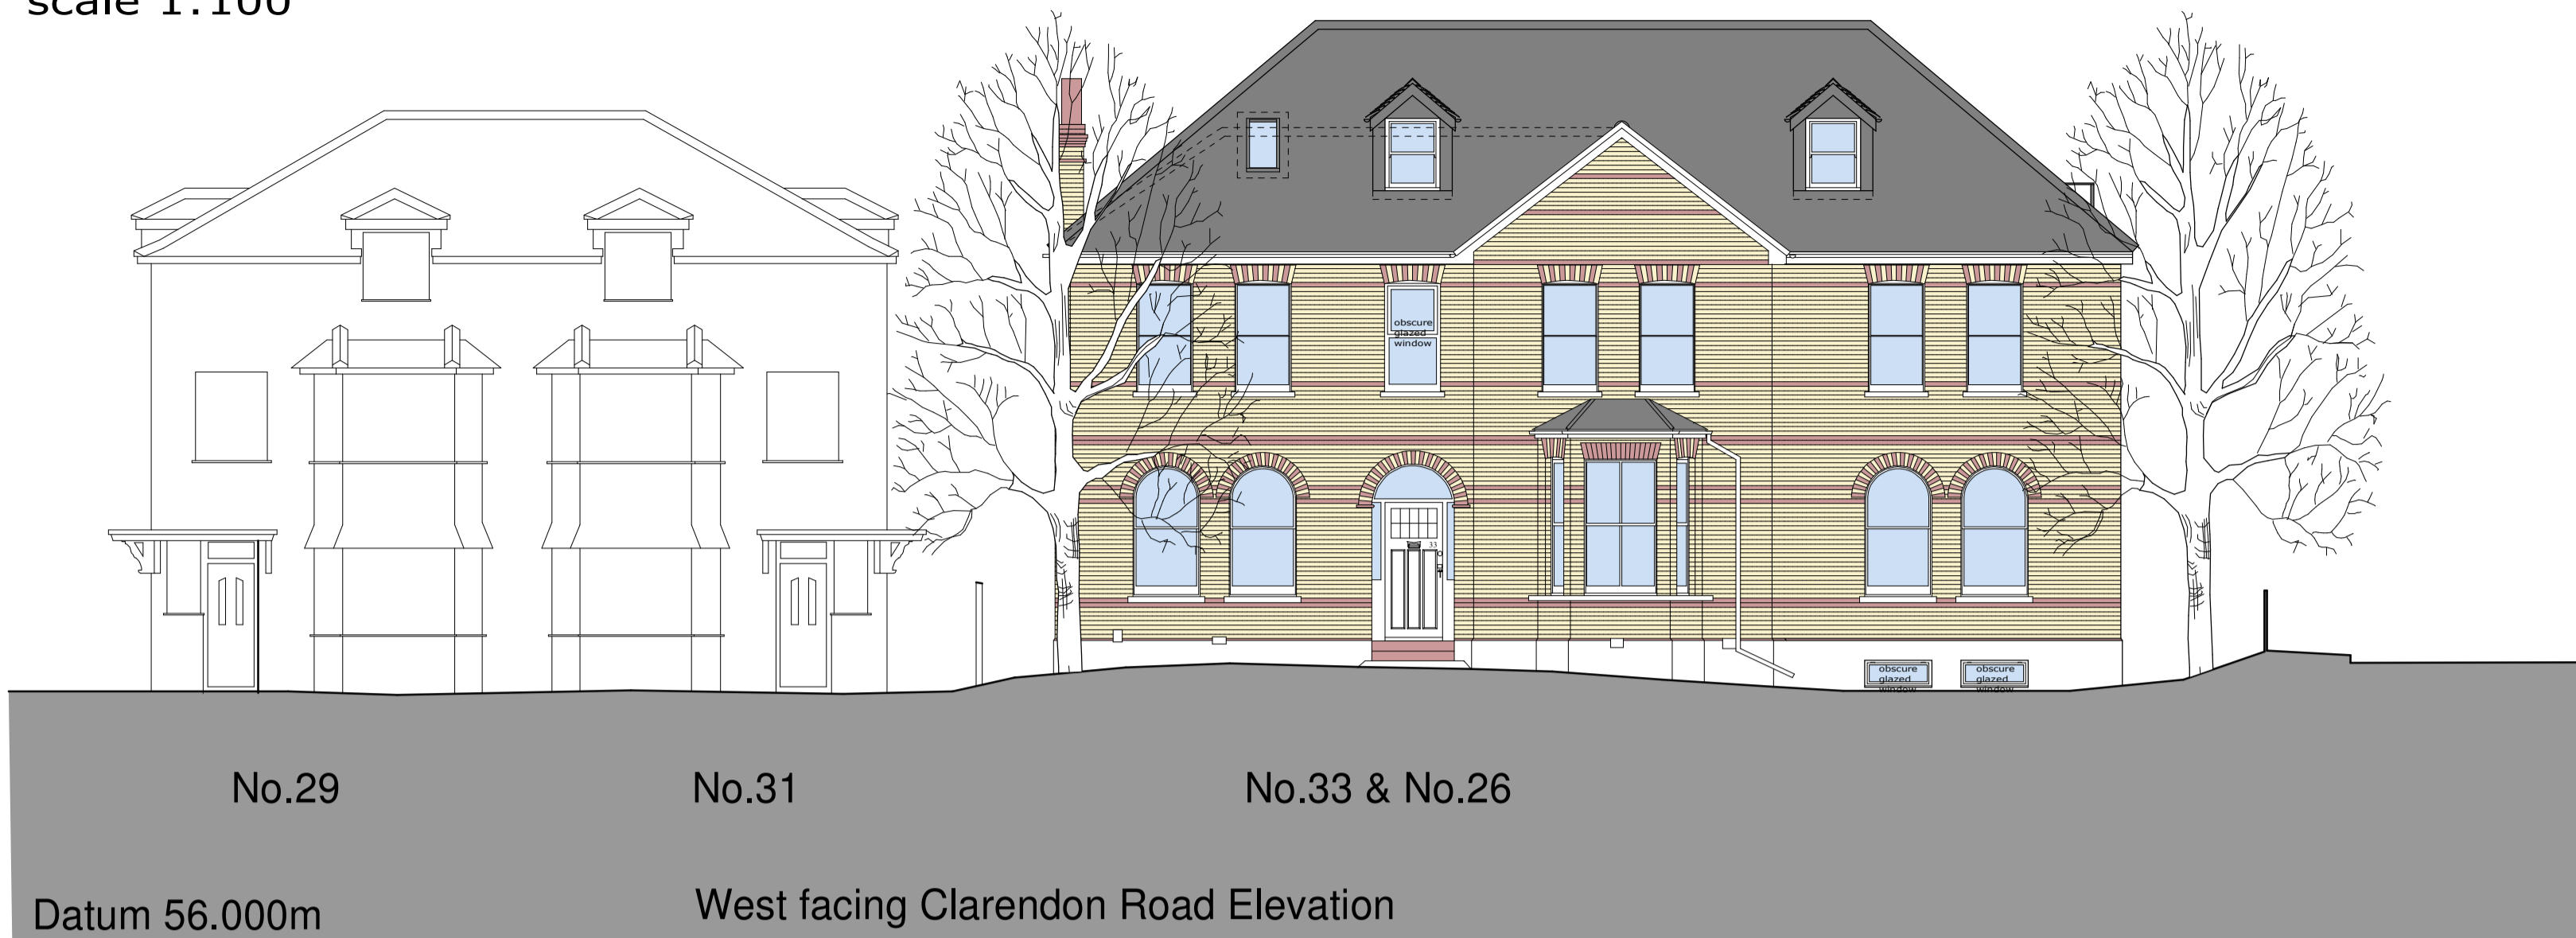 scale 1:100
obscure
glazed
window
33
obscure
glazed
window
obscure
glazed
window
No.29
No.31
No.33 & No.26
Datum 56.000m
West facing Clarendon Road Elevation